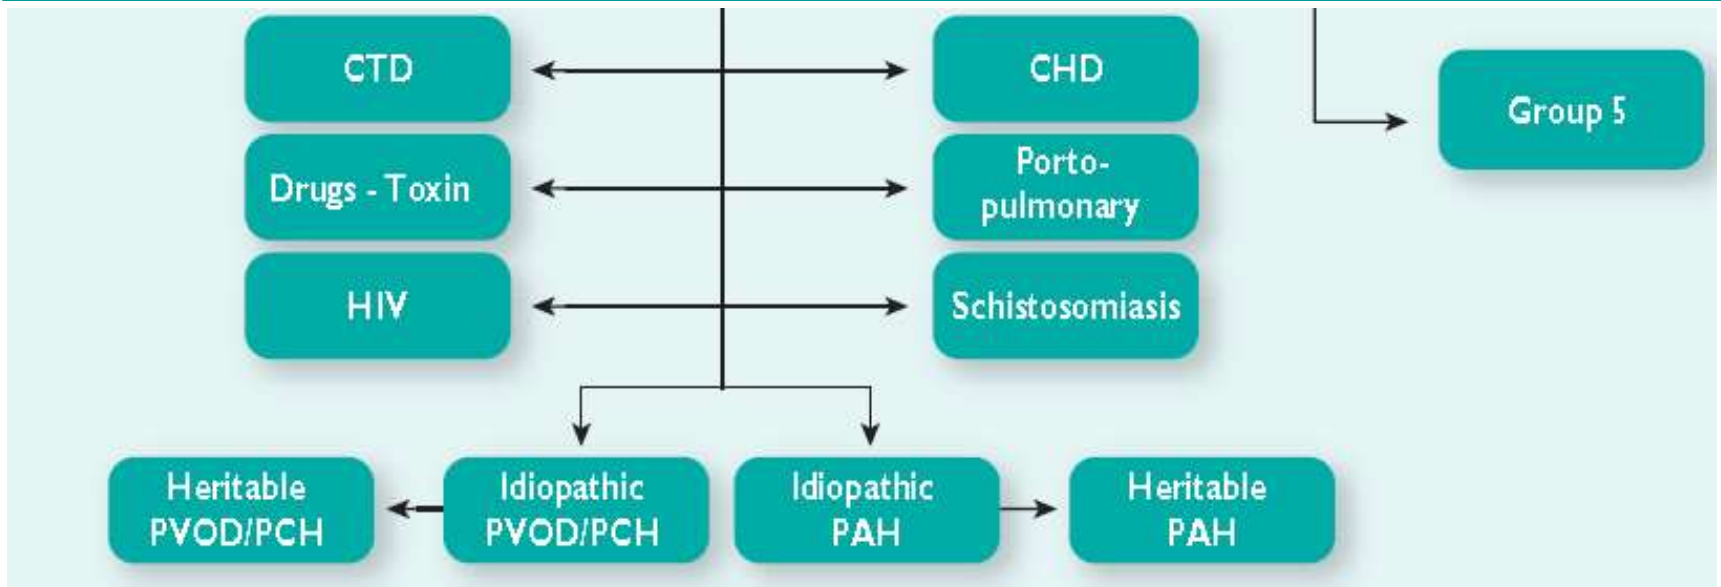 CTD
CHD
Group 5
Drugs - Toxin
Porto-
pulmonary
HIV
Schistosomiasis
Heritable
PVOD/PCH
Idiopathic
PVOD/PCH
Idiopathic
PAH
Heritable
PAH